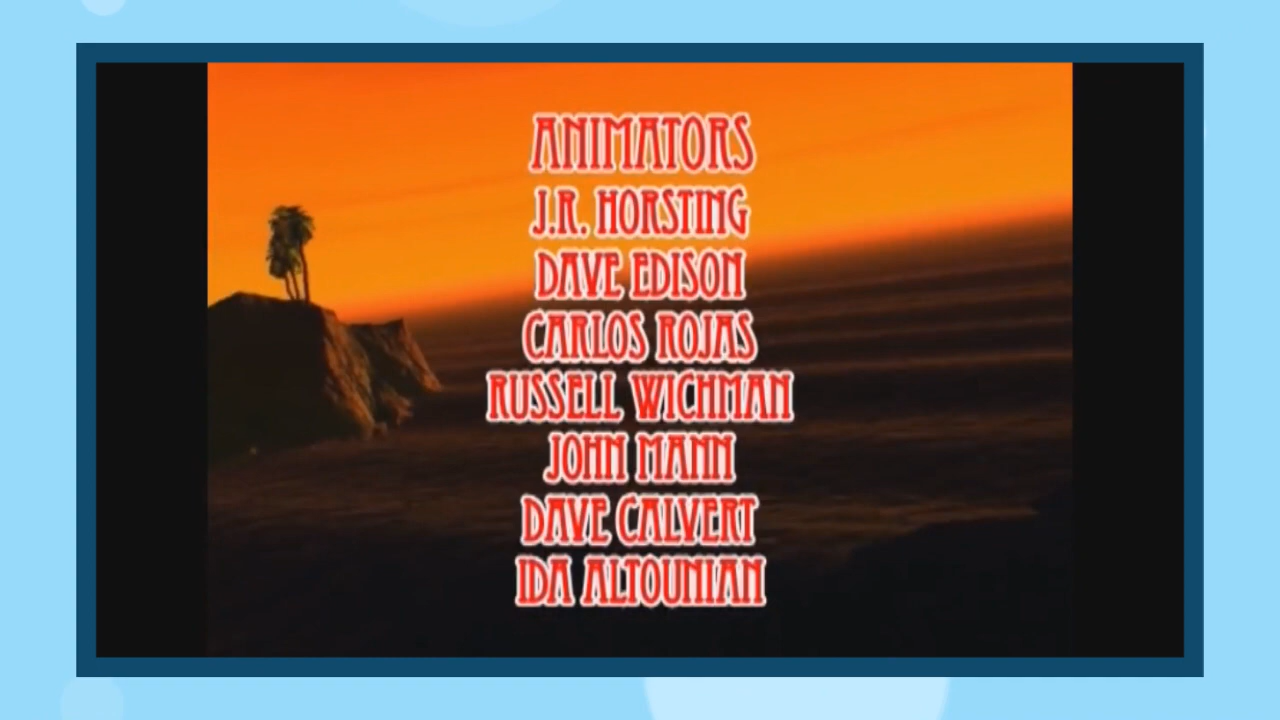 ANIMATORS
J.R. HORSTING
DAVE EDISON
CARLOS ROJAS
RUSSELL WICHMAN
JOHN MANN
DAVE CALVERT
IDA ALTOUNIAN